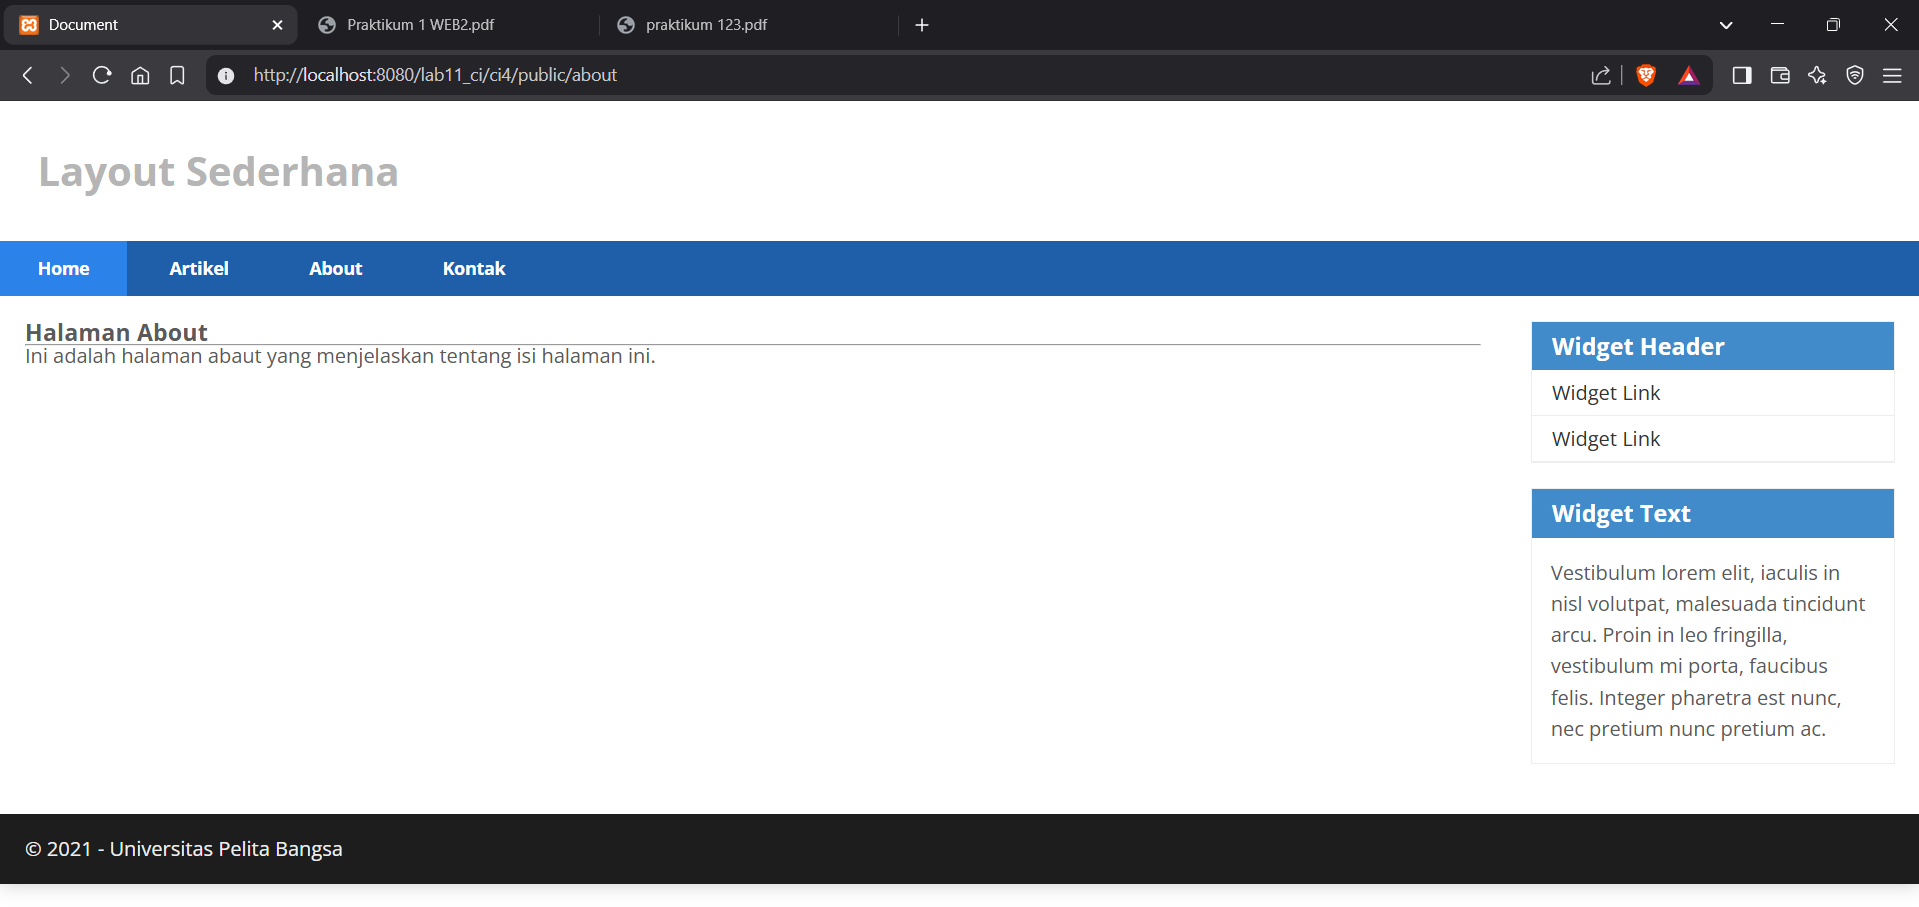 Document
Praktikum 1 WEB2.pdf
praktikum 123.pdf
http://localhost:8080/lab11_ci/ci4/public/about
Layout Sederhana
Home
Artikel
About
Kontak
Halaman About
Ini adalah halaman abaut yang menjelaskan tentang isi halaman ini.
Widget Header
Widget Link
Widget Link
Widget Text
Vestibulum lorem elit, iaculis in
nisl volutpat, malesuada tincidunt
arcu. Proin in leo fringilla,
vestibulum mi porta, faucibus
felis. Integer pharetra est nunc,
nec pretium nunc pretium ac.
© 2021 - Universitas Pelita Bangsa